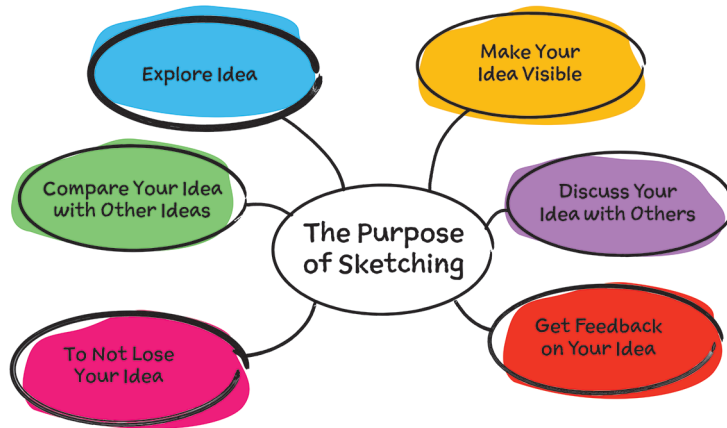 Explore Idea
Make Your
Idea Visible
Compare Your Idea
with Other Ideas
Discuss Your
Idea with Others
The Purpose
of Sketching
To Not Lose
Your Idea
Get Feedback
on Your Idea